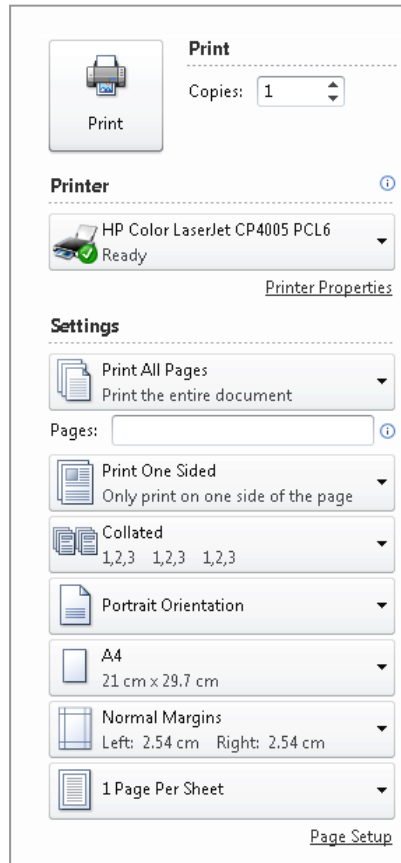 Print
Copies: 1
Print
Printer
HP Color LaserJet CP4005 PCL6
Ready
Printer Properties
Settings
Print All Pages
Print the entire document
Pages:
Print One Sided
Only print on one side of the page
Collated
1,2,3 1,2,3 1,2,3
Portrait Orientation
A4
21 cm x 29.7 cm
Normal Margins
Left: 2.54 cm Right: 2.54 cm
1 Page Per Sheet
Page Setup